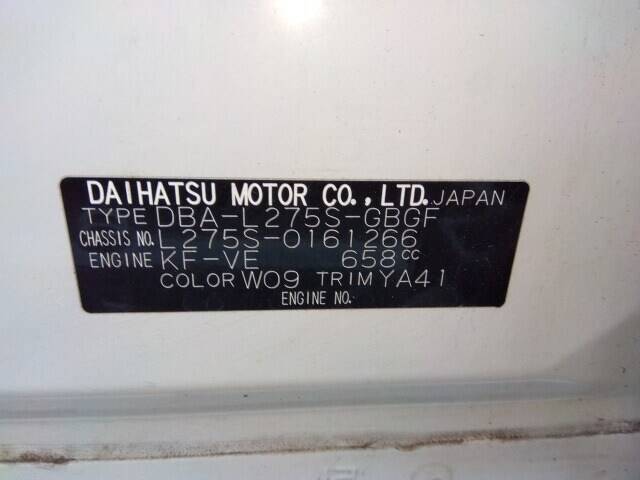 DAIHATSU MOTOR CO., LTD. JAPAN
TYPE DBA-L275S-GBGF
CHASSIS NO. L275S-0161266
ENGINE KF-VE 658cc
COLOR W09 TRIM YA41
ENGINE NO.